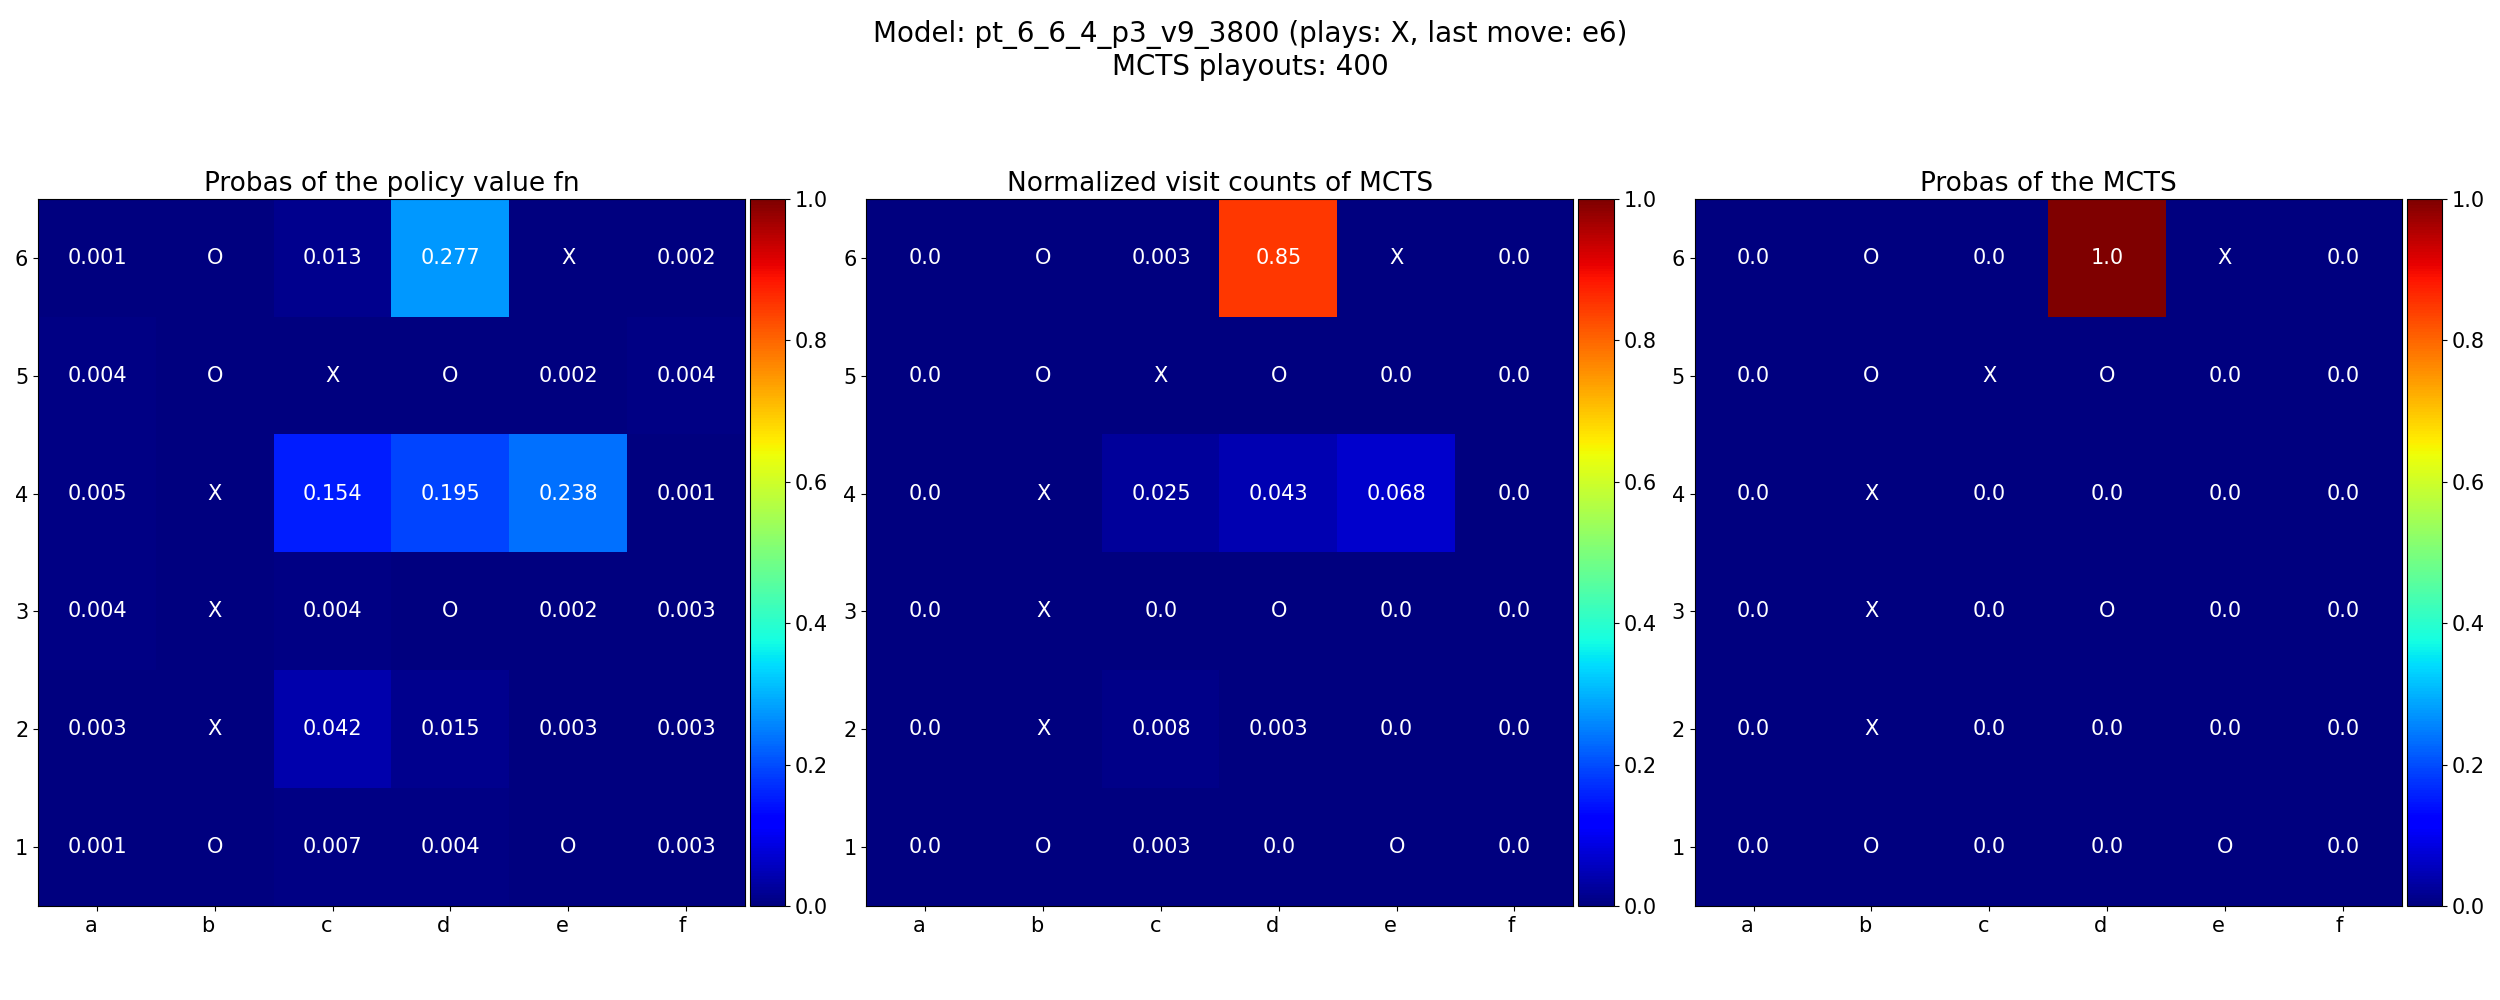 Model: pt_6_6_4_p3_v9_3800 (plays: X, last move: e6)
MCTS playouts: 400
Probas of the policy value fn
6 0.001 O 0.013 0.277 X 0.002
5 0.004 O X O 0.002 0.004
4 0.005 X 0.154 0.195 0.238 0.001
3 0.004 X 0.004 O 0.002 0.003
2 0.003 X 0.042 0.015 0.003 0.003
1 0.001 O 0.007 0.004 O 0.003
a b c d e f
1.0
0.8
0.6
0.4
0.2
0.0
Normalized visit counts of MCTS
6 0.0 O 0.003 0.85 X 0.0
5 0.0 O X O 0.0 0.0
4 0.0 X 0.025 0.043 0.068 0.0
3 0.0 X 0.0 O 0.0 0.0
2 0.0 X 0.008 0.003 0.0 0.0
1 0.0 O 0.003 0.0 O 0.0
a b c d e f
1.0
0.8
0.6
0.4
0.2
0.0
Probas of the MCTS
6 0.0 O 0.0 1.0 X 0.0
5 0.0 O X O 0.0 0.0
4 0.0 X 0.0 0.0 0.0 0.0
3 0.0 X 0.0 O 0.0 0.0
2 0.0 X 0.0 0.0 0.0 0.0
1 0.0 O 0.0 0.0 O 0.0
a b c d e f
1.0
0.8
0.6
0.4
0.2
0.0